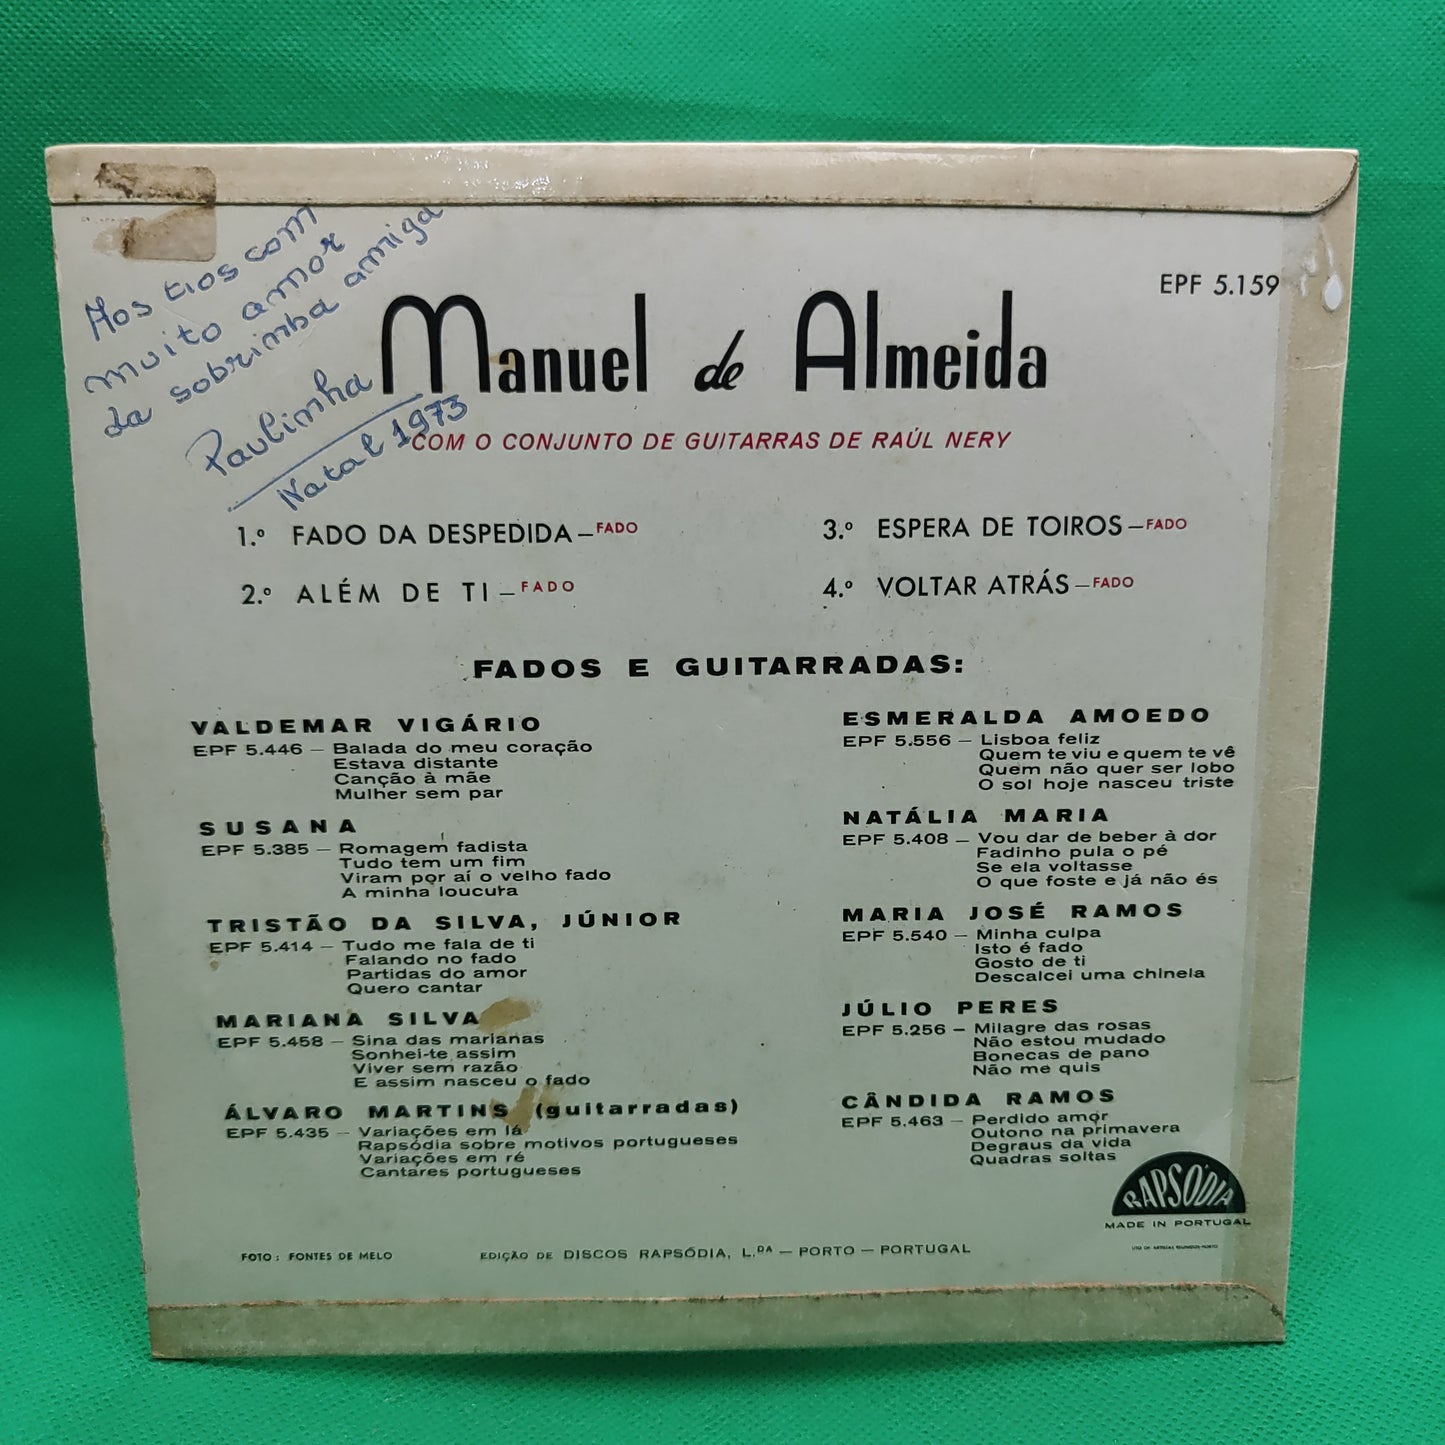 Aos tios com
muito amor
da sobrinha amiga
Paulinha
Natal 1973
EPF 5.159
Manuel de Almeida
COM O CONJUNTO DE GUITARRAS DE RAÚL NERY
1.º FADO DA DESPEDIDA — FADO
2.º ALÉM DE TI — FADO
3.º ESPERA DE TOIROS — FADO
4.º VOLTAR ATRÁS — FADO
FADOS E GUITARRADAS:
VALDEMAR VIGÁRIO
EPF 5.446 — Balada do meu coração
Estava distante
Canção à mãe
Mulher sem par
SUSANA
EPF 5.385 — Romagem fadista
Tudo tem um fim
Viram por aí o velho fado
A minha loucura
TRISTÃO DA SILVA, JÚNIOR
EPF 5.414 — Tudo me fala de ti
Falando no fado
Partidas do amor
Quero cantar
MARIANA SILVA
EPF 5.458 — Sina das marianas
Sonhei-te assim
Viver sem razão
E assim nasceu o fado
ÁLVARO MARTINS (guitarradas)
EPF 5.435 — Variações em lá
Rapsódia sobre motivos portugueses
Variações em ré
Cantares portugueses
ESMERALDA AMOEDO
EPF 5.556 — Lisboa feliz
Quem te viu e quem te vê
Quem não quer ser lobo
O sol hoje nasceu triste
NATÁLIA MARIA
EPF 5.408 — Vou dar de beber à dor
Fadinho pula o pé
Se ela voltasse
O que foste e já não és
MARIA JOSÉ RAMOS
EPF 5.540 — Minha culpa
Isto é fado
Gosto de ti
Descalcei uma chinela
JÚLIO PERES
EPF 5.256 — Milagre das rosas
Não estou mudado
Bonecas de pano
Não me quis
CÂNDIDA RAMOS
EPF 5.463 — Perdido amor
Outono na primavera
Degraus da vida
Quadras soltas
RAPSÓDIA
MADE IN PORTUGAL
FOTO: FONTES DE MELO
EDIÇÃO DE DISCOS RAPSÓDIA, L.DA — PORTO — PORTUGAL